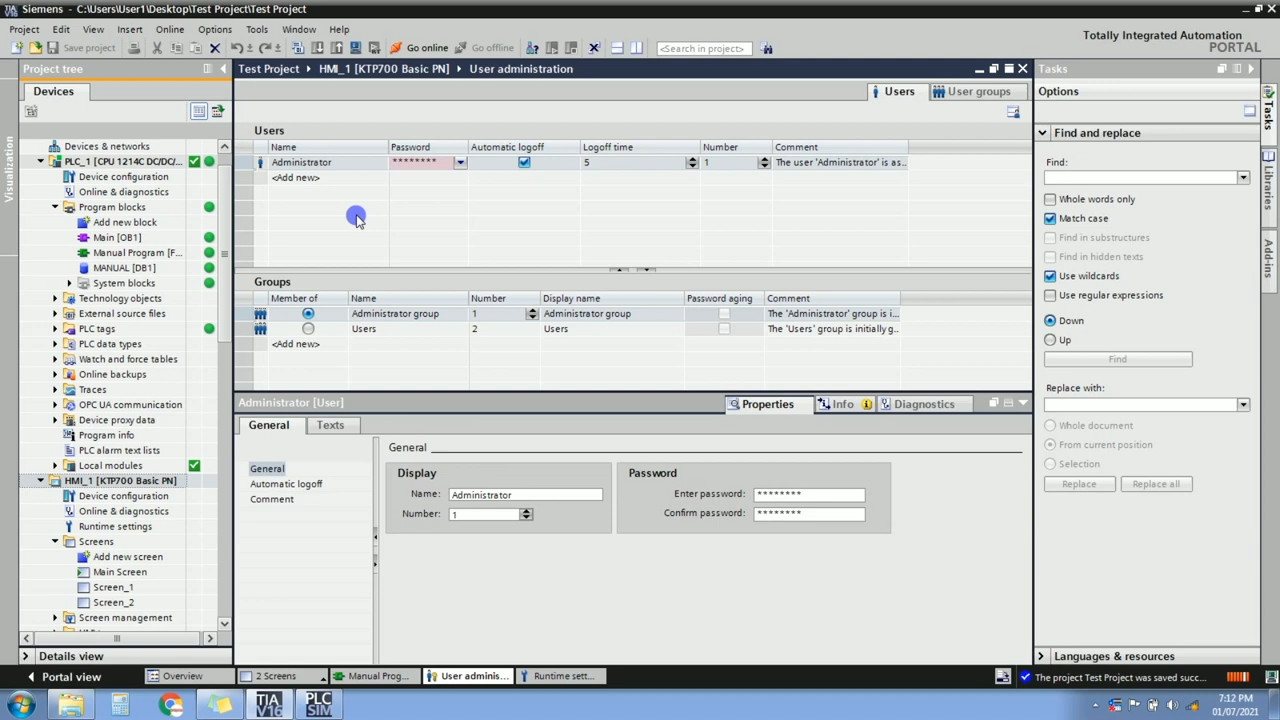 Siemens - C:\Users\User1\Desktop\Test Project\Test Project
Project Edit View Insert Online Options Tools Window Help
Totally Integrated Automation
PORTAL
Save project Go online Go offline <Search in project>
Project tree
Devices
Visualization
Devices & networks
PLC_1 [CPU 1214C DC/DC/...
Device configuration
Online & diagnostics
Program blocks
Add new block
Main [OB1]
Manual Program [F...
MANUAL [DB1]
System blocks
Technology objects
External source files
PLC tags
PLC data types
Watch and force tables
Online backups
Traces
OPC UA communication
Device proxy data
Program info
PLC alarm text lists
Local modules
HMI_1 [KTP700 Basic PN]
Device configuration
Online & diagnostics
Runtime settings
Screens
Add new screen
Main Screen
Screen_1
Screen_2
Screen management
Details view
Test Project HMI_1 [KTP700 Basic PN] User administration
Users User groups
Users
Name Password Automatic logoff Logoff time Number Comment
Administrator ******** 5 1 The user 'Administrator' is as...
<Add new>
Groups
Member of Name Number Display name Password aging Comment
Administrator group 1 Administrator group The 'Administrator' group is i...
Users 2 Users The 'Users' group is initially g...
<Add new>
Administrator [User]
Properties Info Diagnostics
General Texts
General
Automatic logoff
Comment
General
Display
Name: Administrator
Number: 1
Password
Enter password: ********
Confirm password: ********
Tasks
Options
Find and replace
Find:
Whole words only
Match case
Find in substructures
Find in hidden texts
Use wildcards
Use regular expressions
Down
Up
Find
Replace with:
Whole document
From current position
Selection
Replace Replace all
Languages & resources
Tasks
Libraries
Add-ins
Portal view Overview 2 Screens Manual Prog... User adminis... Runtime sett... The project Test Project was saved succ...
TIA V16 PLC SIM
7:12 PM
01/07/2021